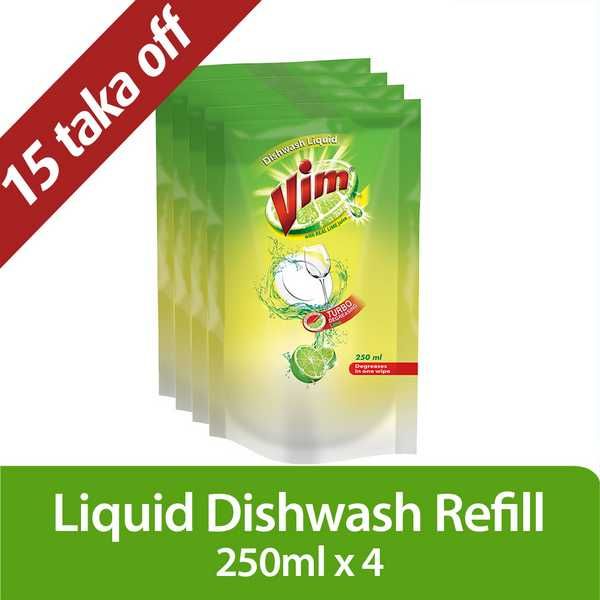 15 taka off
Dishwash Liquid
Vim
with REAL LIME juice
TURBO
DEGREASING
250 ml
Degreases
in one wipe
Liquid Dishwash Refill
250ml x 4